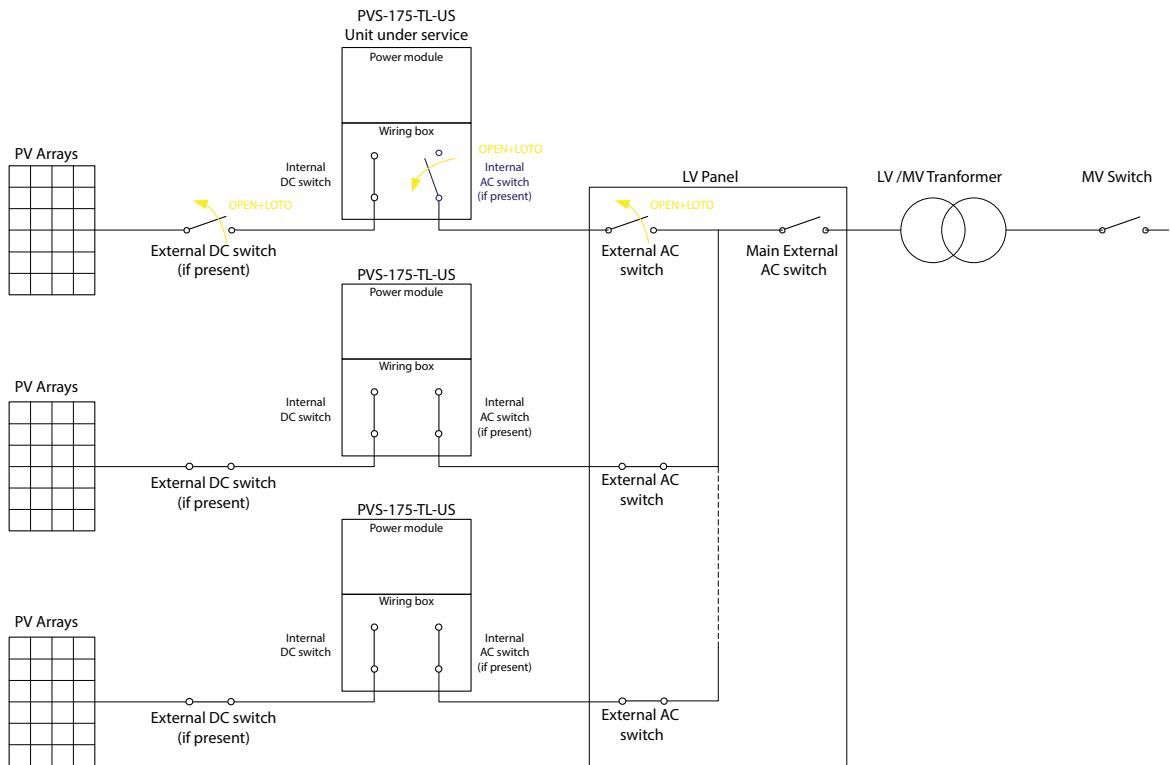 PVS-175-TL-US
Unit under service
Power module
Wiring box
PV Arrays
Internal
DC switch
OPEN+LOTO
Internal
AC switch
(if present)
OPEN+LOTO
External DC switch
(if present)
LV Panel
OPEN+LOTO
External AC
switch
Main External
AC switch
LV /MV Tranformer
MV Switch
PVS-175-TL-US
Power module
Wiring box
PV Arrays
Internal
DC switch
Internal
AC switch
(if present)
External DC switch
(if present)
External AC
switch
PVS-175-TL-US
Power module
Wiring box
PV Arrays
Internal
DC switch
Internal
AC switch
(if present)
External DC switch
(if present)
External AC
switch